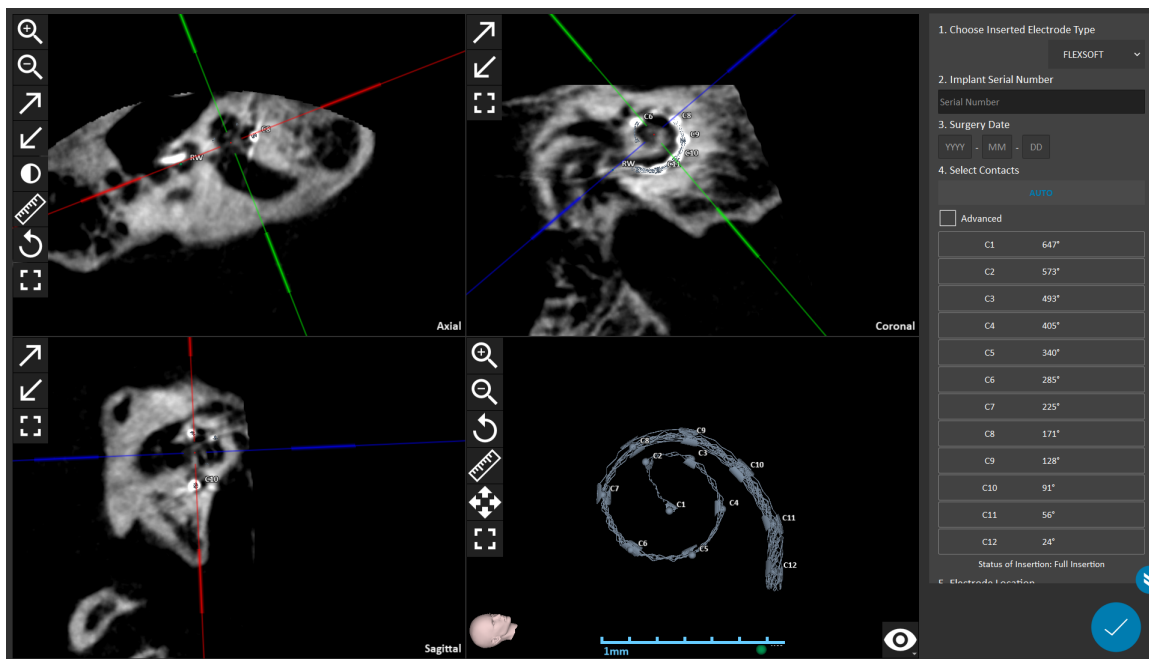 C8
RW
Axial
C6
C8
C9
C10
RW
C11
Coronal
C10
Sagittal
C9
C8
C2
C3
C10
C7
C4
C1
C11
C6
C5
C12
1mm
1. Choose Inserted Electrode Type
FLEXSOFT
2. Implant Serial Number
Serial Number
3. Surgery Date
YYYY - MM - DD
4. Select Contacts
AUTO
Advanced
C1 647°
C2 573°
C3 493°
C4 405°
C5 340°
C6 285°
C7 225°
C8 171°
C9 128°
C10 91°
C11 56°
C12 24°
Status of Insertion: Full Insertion
5. Electrode Location